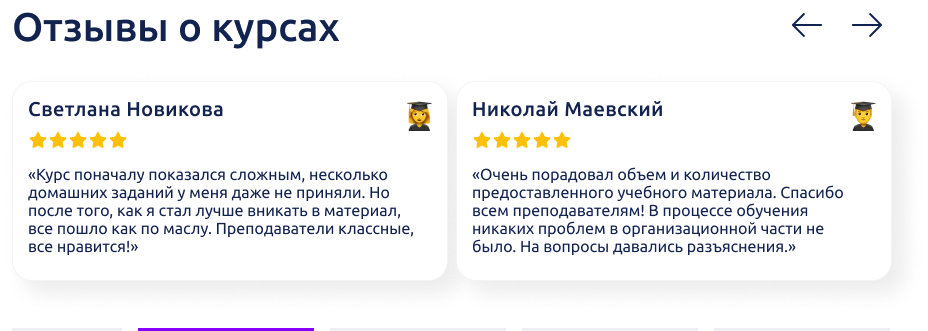 Отзывы о курсах
Светлана Новикова
«Курс поначалу показался сложным, несколько
домашних заданий у меня даже не приняли. Но
после того, как я стал лучше вникать в материал,
все пошло как по маслу. Преподаватели классные,
все нравится!»
Николай Маевский
«Очень порадовал объем и количество
предоставленного учебного материала. Спасибо
всем преподавателям! В процессе обучения
никаких проблем в организационной части не
было. На вопросы давались разъяснения.»